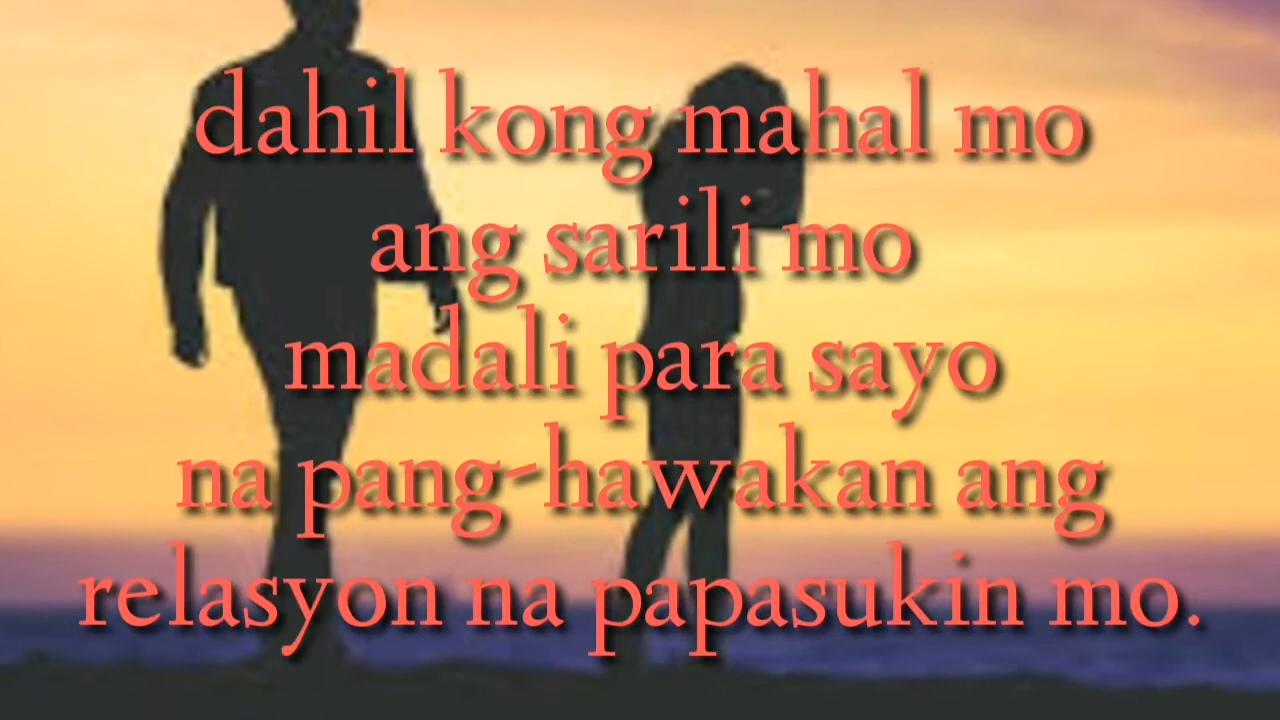 dahil kong mahal mo
ang sarili mo
madali para sayo
na pang-hawakan ang
relasyon na papasukin mo.